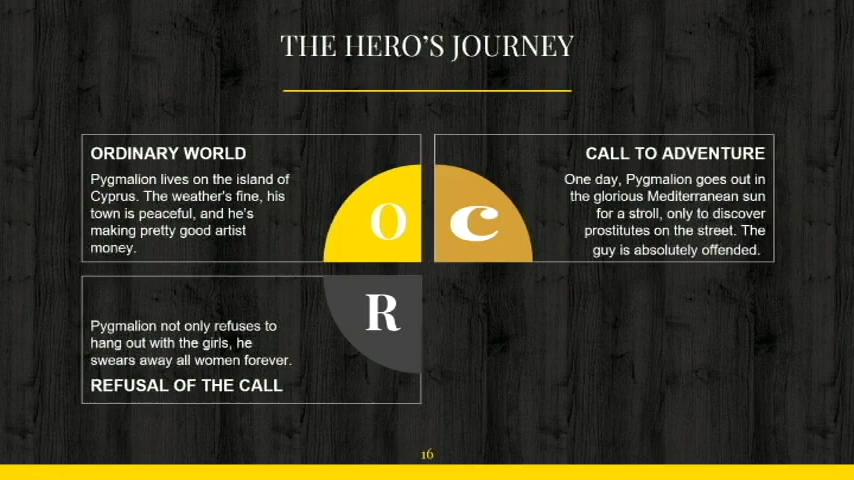 THE HERO'S JOURNEY
ORDINARY WORLD
Pygmalion lives on the island of
Cyprus. The weather's fine, his
town is peaceful, and he's
making pretty good artist
money.
O
CALL TO ADVENTURE
One day, Pygmalion goes out in
the glorious Mediterranean sun
for a stroll, only to discover
prostitutes on the street. The
guy is absolutely offended.
C
Pygmalion not only refuses to
hang out with the girls, he
swears away all women forever.
REFUSAL OF THE CALL
R
16